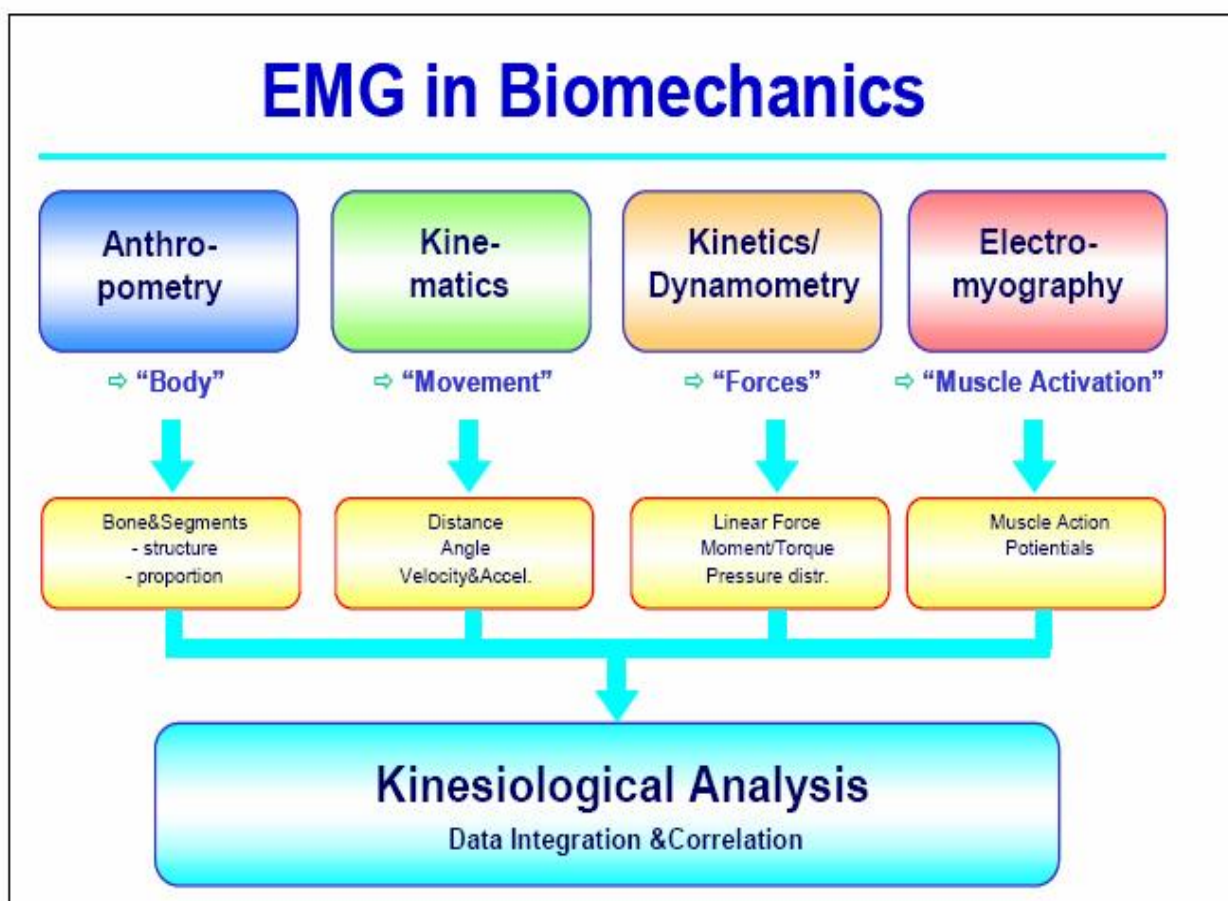 EMG in Biomechanics
Anthro-
pometry
Kine-
matics
Kinetics/
Dynamometry
Electro-
myography
⇨ “Body”
⇨ “Movement”
⇨ “Forces”
⇨ “Muscle Activation”
Bone&Segments
- structure
- proportion
Distance
Angle
Velocity&Accel.
Linear Force
Moment/Torque
Pressure distr.
Muscle Action
Potientials
Kinesiological Analysis
Data Integration &Correlation